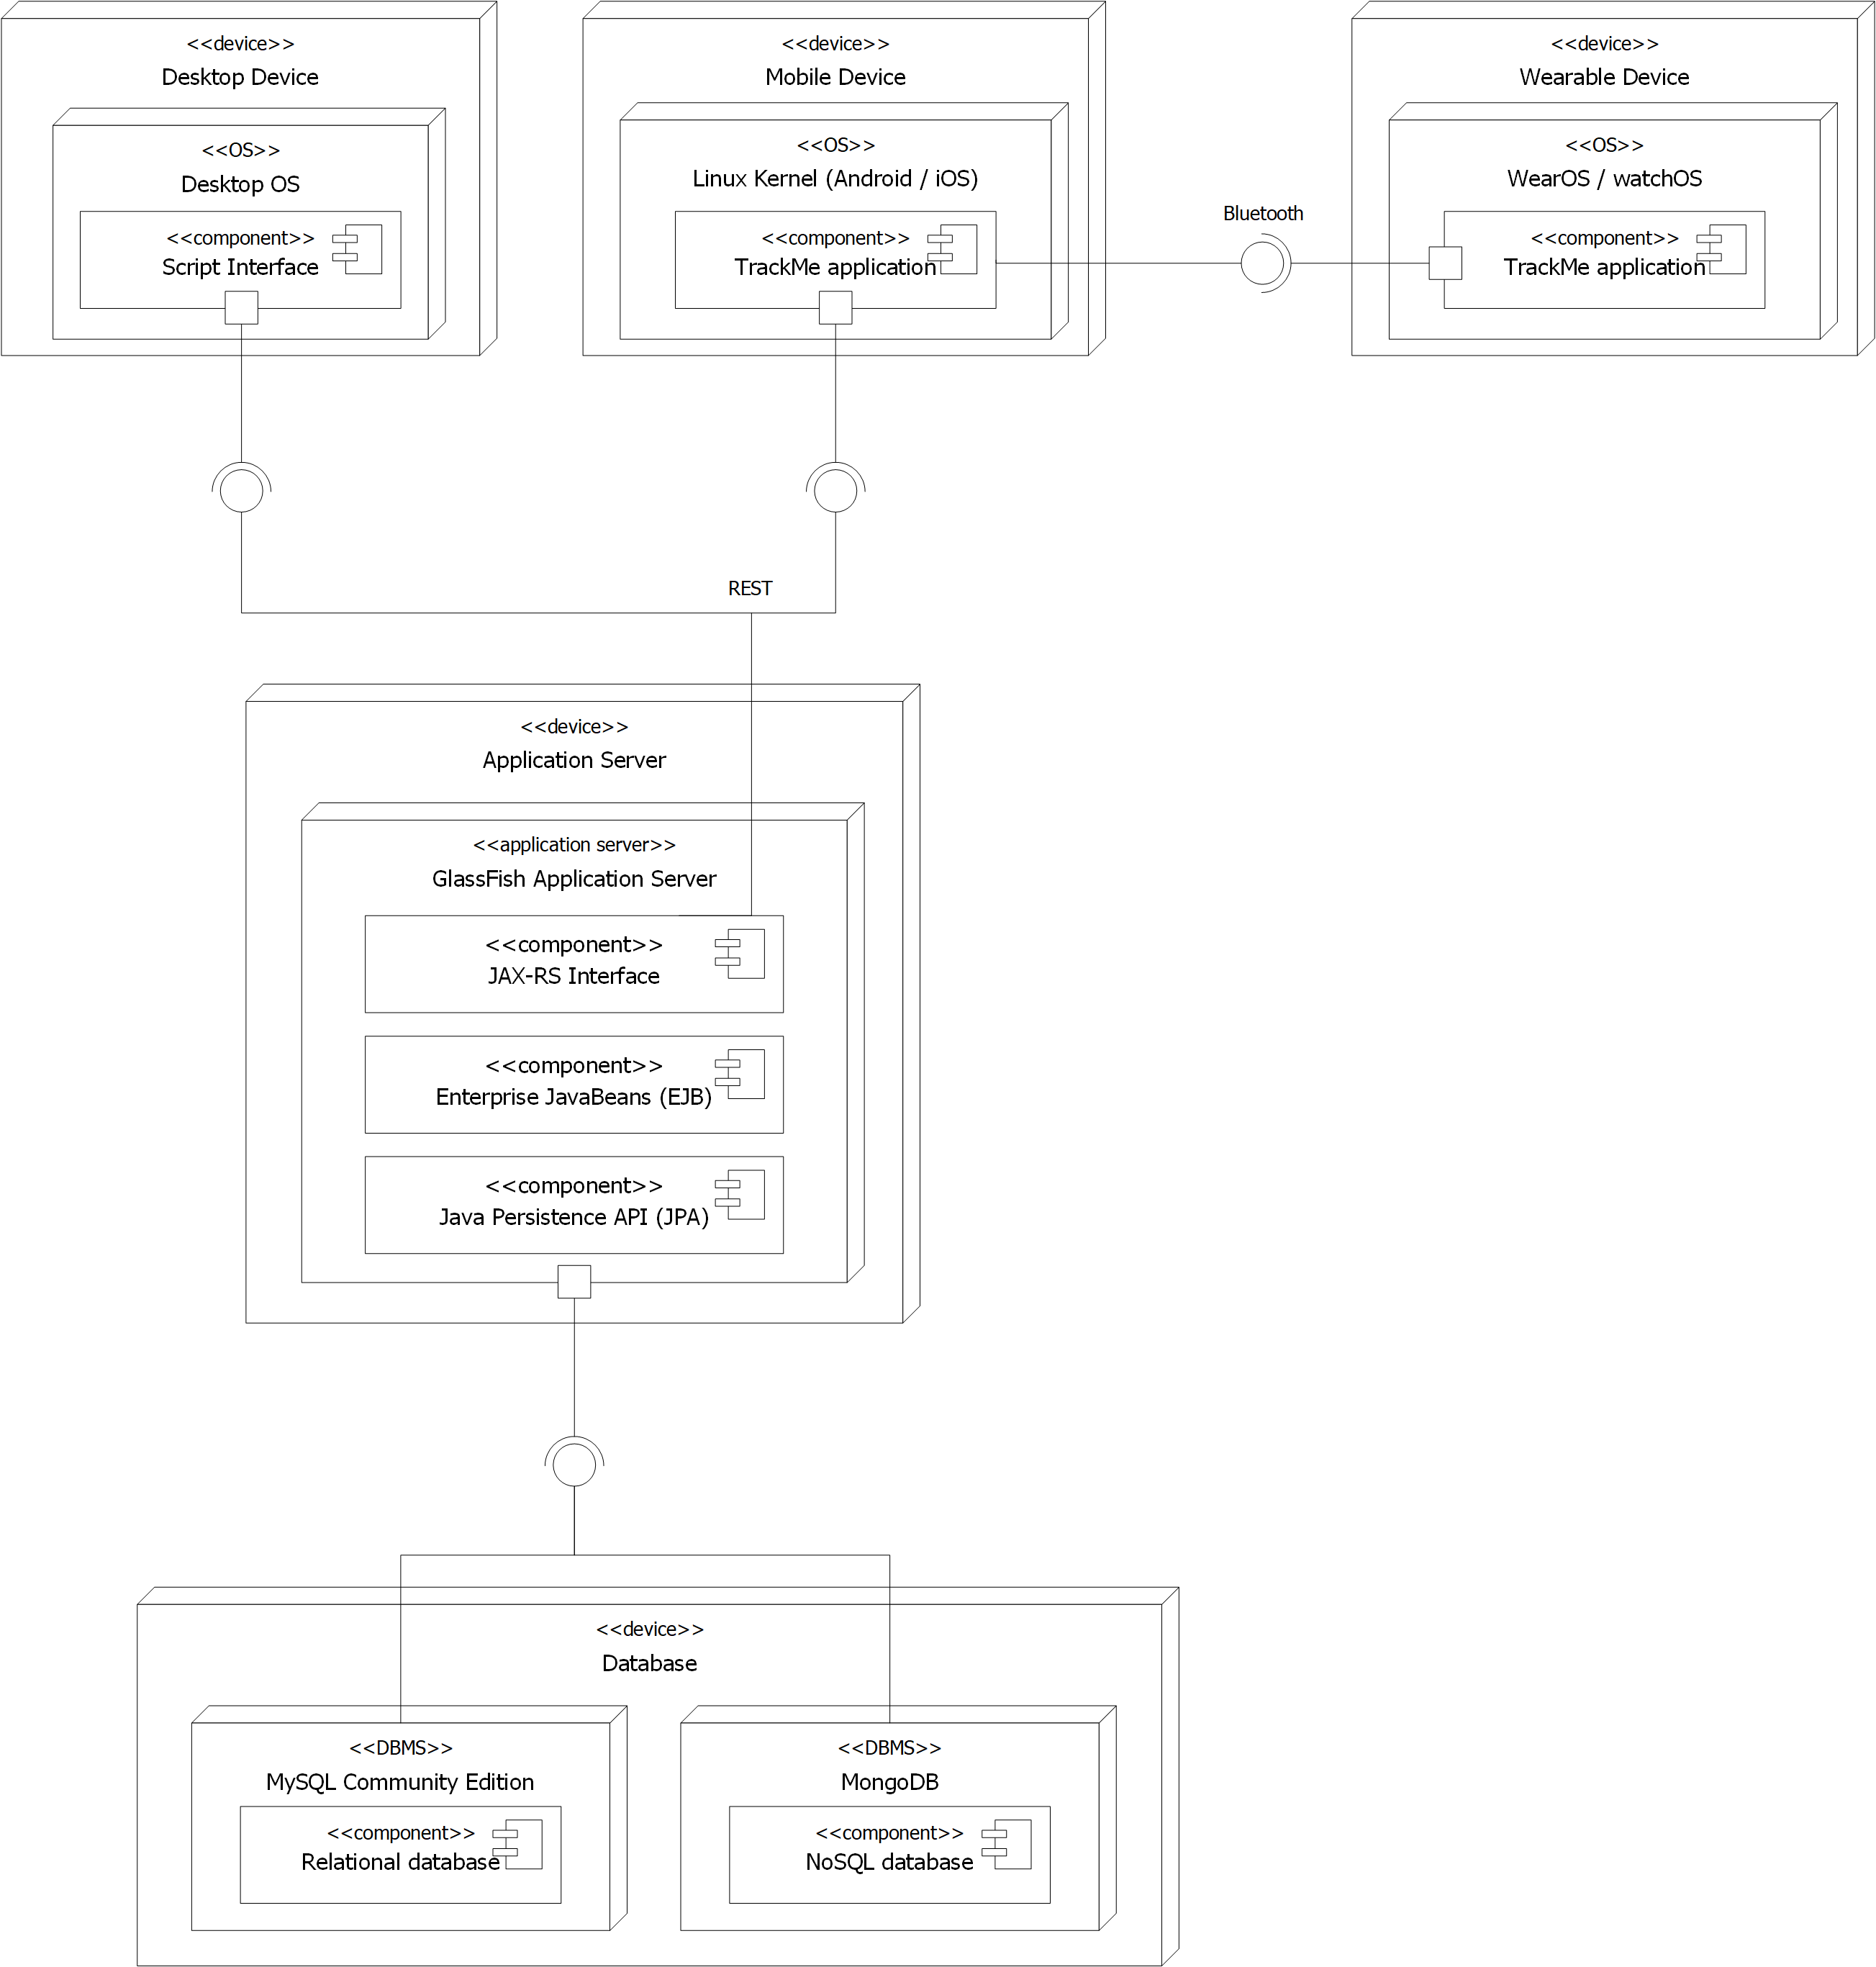 <<device>>
Desktop Device
<<OS>>
Desktop OS
<<component>>
Script Interface
<<device>>
Mobile Device
<<OS>>
Linux Kernel (Android / iOS)
<<component>>
TrackMe application
Bluetooth
<<device>>
Wearable Device
<<OS>>
WearOS / watchOS
<<component>>
TrackMe application
REST
<<device>>
Application Server
<<application server>>
GlassFish Application Server
<<component>>
JAX-RS Interface
<<component>>
Enterprise JavaBeans (EJB)
<<component>>
Java Persistence API (JPA)
<<device>>
Database
<<DBMS>>
MySQL Community Edition
<<component>>
Relational database
<<DBMS>>
MongoDB
<<component>>
NoSQL database